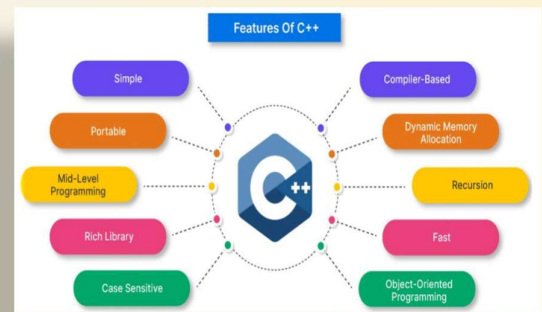 Features Of C++
Simple
Portable
Mid-Level
Programming
Rich Library
Case Sensitive
C++
Compiler-Based
Dynamic Memory
Allocation
Recursion
Fast
Object-Oriented
Programming